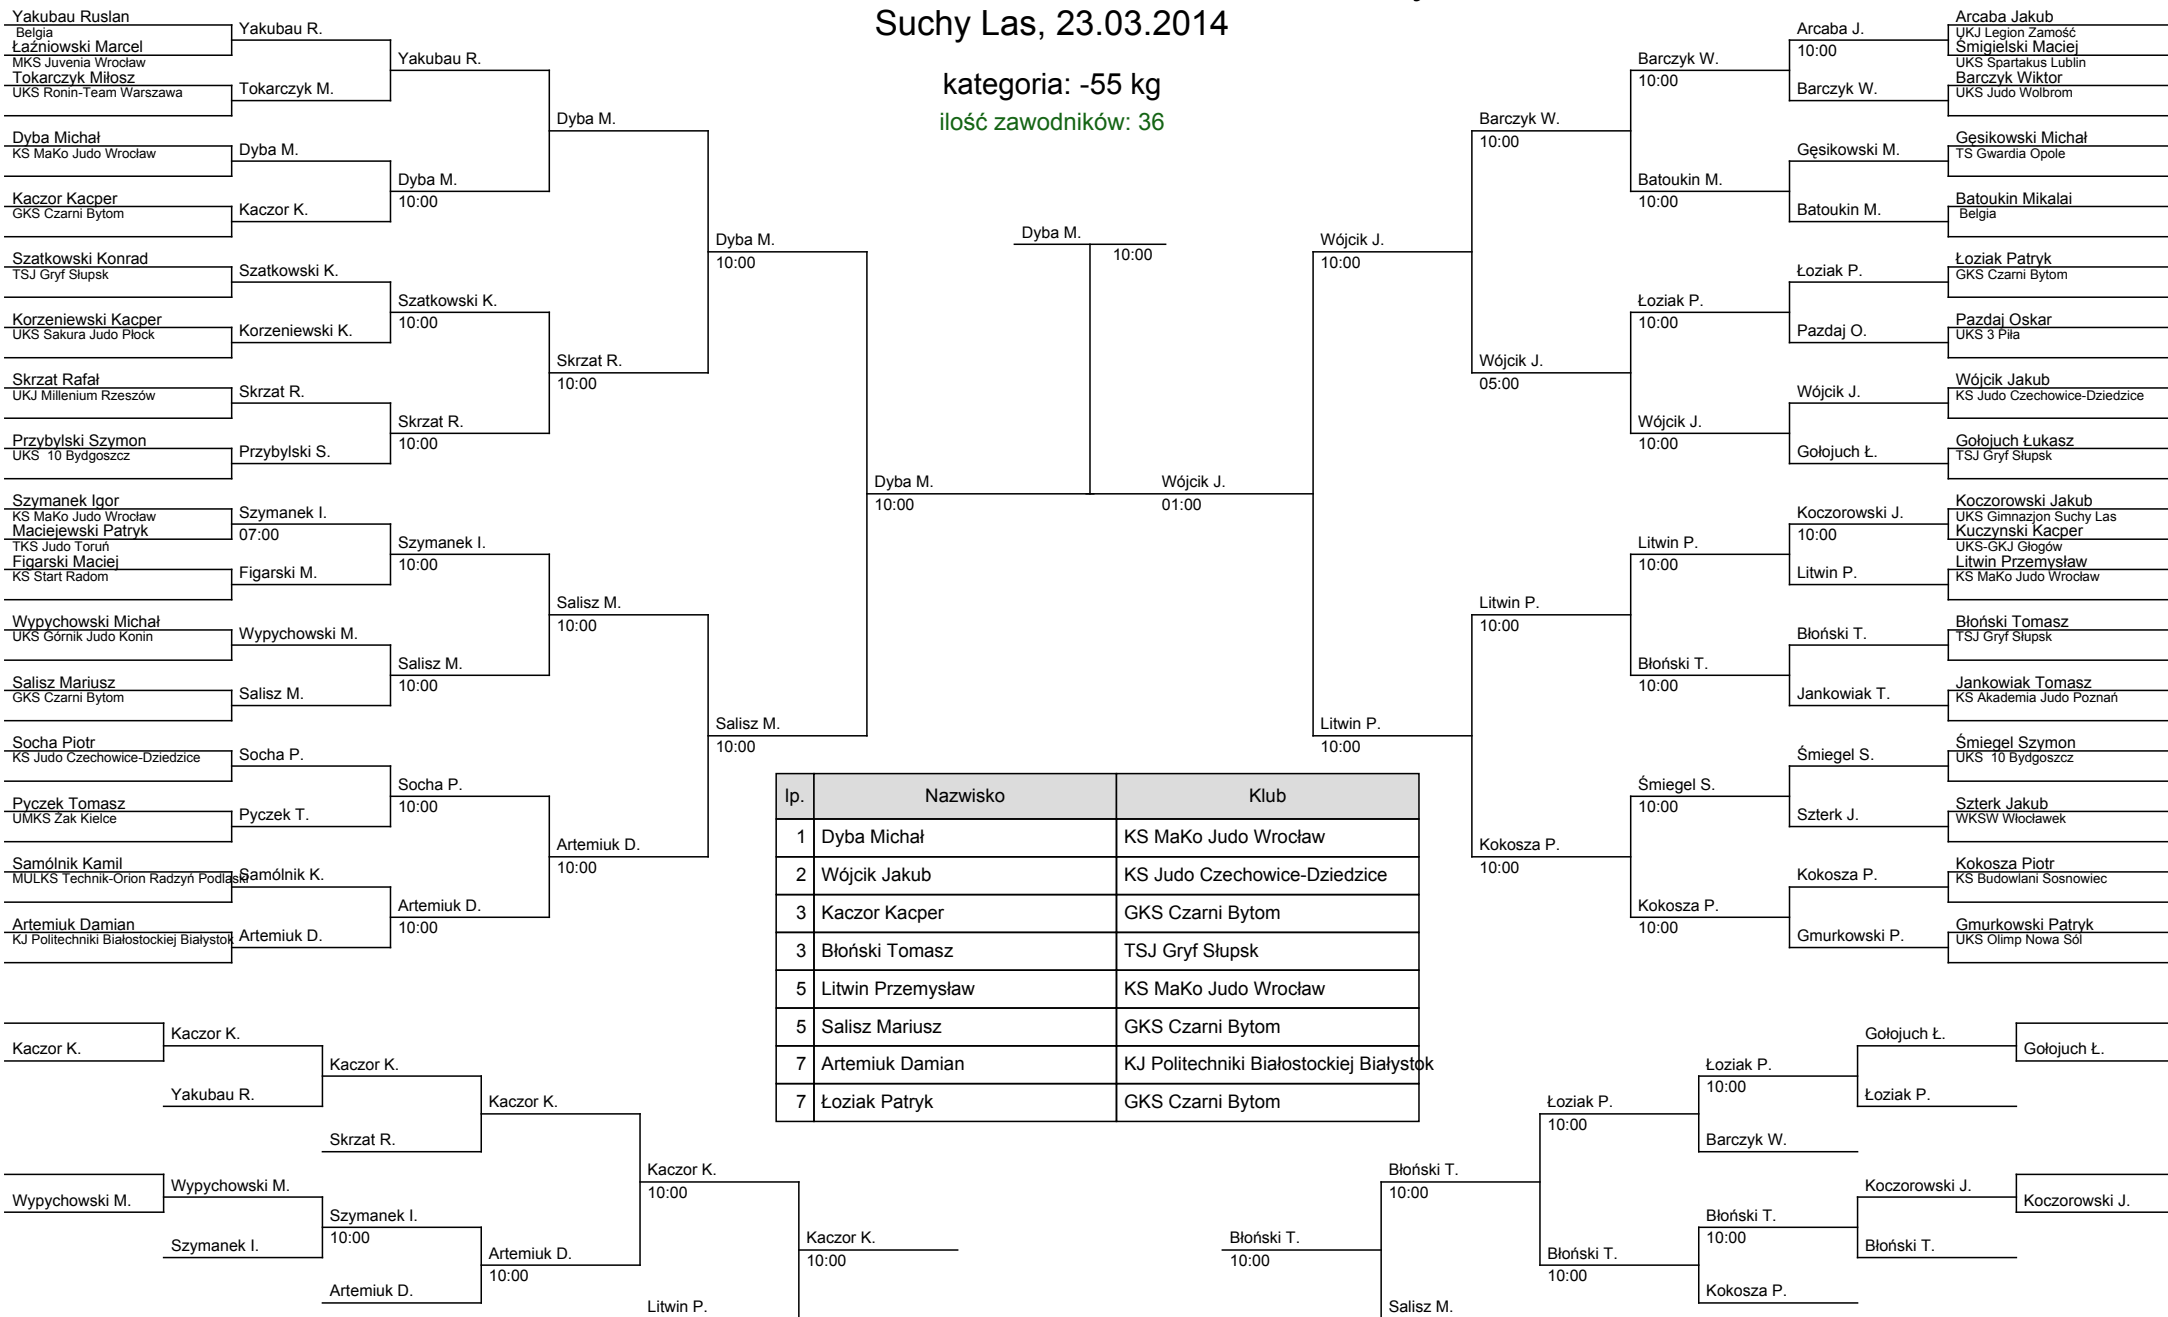 Suchy Las, 23.03.2014
kategoria: -55 kg
ilość zawodników: 36
Yakubau Ruslan
Belgia
Łaźniowski Marcel
MKS Juvenia Wrocław
Tokarczyk Miłosz
UKS Ronin-Team Warszawa
Dyba Michał
KS MaKo Judo Wrocław
Kaczor Kacper
GKS Czarni Bytom
Szatkowski Konrad
TSJ Gryf Słupsk
Korzeniewski Kacper
UKS Sakura Judo Płock
Skrzat Rafał
UKJ Millenium Rzeszów
Przybylski Szymon
UKS 10 Bydgoszcz
Szymanek Igor
KS MaKo Judo Wrocław
Maciejewski Patryk
TKS Judo Toruń
Figarski Maciej
KS Start Radom
Wypychowski Michał
UKS Górnik Judo Konin
Salisz Mariusz
GKS Czarni Bytom
Socha Piotr
KS Judo Czechowice-Dziedzice
Pyczek Tomasz
UMKS Żak Kielce
Samólnik Kamil
MULKS Technik-Orion Radzyń Podlaski
Artemiuk Damian
KJ Politechniki Białostockiej Białystok
Yakubau R.
Tokarczyk M.
Dyba M.
Kaczor K.
Szatkowski K.
Korzeniewski K.
Skrzat R.
Przybylski S.
Szymanek I.
07:00
Figarski M.
Wypychowski M.
Salisz M.
Socha P.
Pyczek T.
Samólnik K.
Artemiuk D.
Yakubau R.
Dyba M.
10:00
Szatkowski K.
10:00
Skrzat R.
10:00
Szymanek I.
10:00
Salisz M.
10:00
Socha P.
10:00
Artemiuk D.
10:00
Dyba M.
Skrzat R.
10:00
Salisz M.
10:00
Artemiuk D.
10:00
Dyba M.
10:00
Salisz M.
10:00
Dyba M.
10:00
Dyba M.
10:00
Wójcik J.
01:00
Wójcik J.
10:00
Litwin P.
10:00
Barczyk W.
10:00
Wójcik J.
05:00
Litwin P.
10:00
Kokosza P.
10:00
Barczyk W.
10:00
Batoukin M.
10:00
Łoziak P.
10:00
Wójcik J.
10:00
Litwin P.
10:00
Błoński T.
10:00
Śmiegel S.
10:00
Kokosza P.
10:00
Arcaba J.
10:00
Barczyk W.
Gęsikowski M.
Batoukin M.
Łoziak P.
Pazdaj O.
Wójcik J.
Gołojuch Ł.
Koczorowski J.
10:00
Litwin P.
Błoński T.
Jankowiak T.
Śmiegel S.
Szterk J.
Kokosza P.
Gmurkowski P.
Arcaba Jakub
UKJ Legion Zamość
Śmigielski Maciej
UKS Spartakus Lublin
Barczyk Wiktor
UKS Judo Wolbrom
Gęsikowski Michał
TS Gwardia Opole
Batoukin Mikalai
Belgia
Łoziak Patryk
GKS Czarni Bytom
Pazdaj Oskar
UKS 3 Piła
Wójcik Jakub
KS Judo Czechowice-Dziedzice
Gołojuch Łukasz
TSJ Gryf Słupsk
Koczorowski Jakub
UKS Gimnazjon Suchy Las
Kuczynski Kacper
UKS-GKJ Głogów
Litwin Przemysław
KS MaKo Judo Wrocław
Błoński Tomasz
TSJ Gryf Słupsk
Jankowiak Tomasz
KS Akademia Judo Poznań
Śmiegel Szymon
UKS 10 Bydgoszcz
Szterk Jakub
WKSW Włocławek
Kokosza Piotr
KS Budowlani Sosnowiec
Gmurkowski Patryk
UKS Olimp Nowa Sól
lp. Nazwisko Klub
1 Dyba Michał KS MaKo Judo Wrocław
2 Wójcik Jakub KS Judo Czechowice-Dziedzice
3 Kaczor Kacper GKS Czarni Bytom
3 Błoński Tomasz TSJ Gryf Słupsk
5 Litwin Przemysław KS MaKo Judo Wrocław
5 Salisz Mariusz GKS Czarni Bytom
7 Artemiuk Damian KJ Politechniki Białostockiej Białystok
7 Łoziak Patryk GKS Czarni Bytom
Kaczor K.
Wypychowski M.
Kaczor K.
Yakubau R.
Wypychowski M.
Szymanek I.
Kaczor K.
Skrzat R.
Szymanek I.
10:00
Artemiuk D.
Kaczor K.
Artemiuk D.
10:00
Kaczor K.
10:00
Litwin P.
Kaczor K.
10:00
Błoński T.
10:00
Błoński T.
10:00
Salisz M.
Łoziak P.
10:00
Błoński T.
10:00
Łoziak P.
10:00
Barczyk W.
Błoński T.
10:00
Kokosza P.
Gołojuch Ł.
Łoziak P.
Koczorowski J.
Błoński T.
Gołojuch Ł.
Koczorowski J.